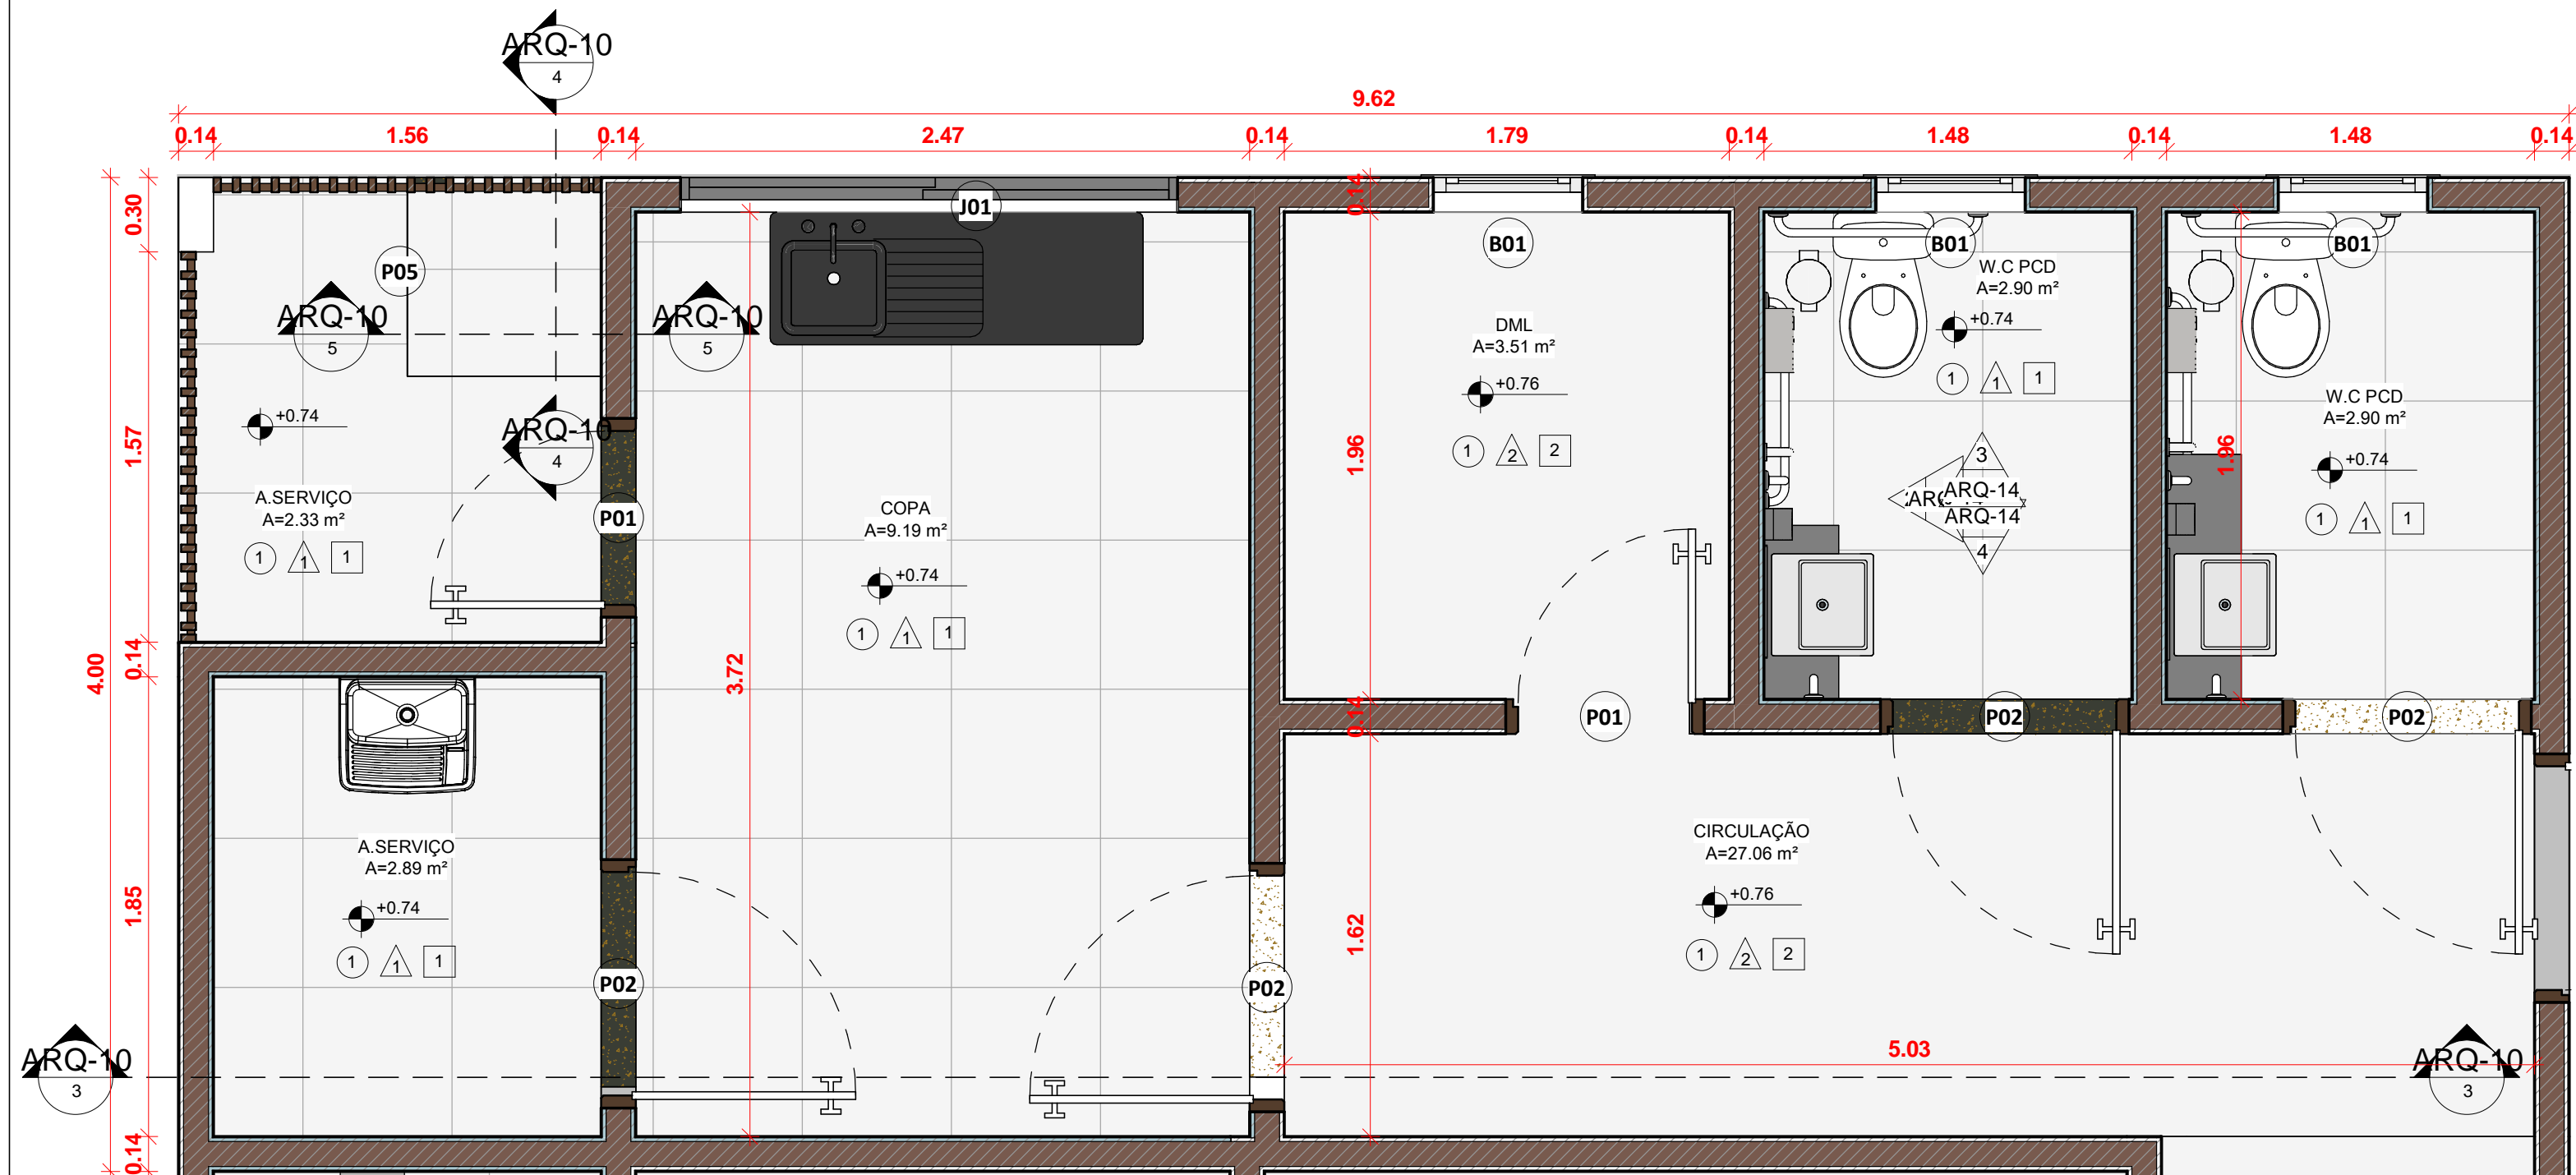 ARQ-10
4
9.62
0.14
1.56
0.14
2.47
0.14
1.79
0.14
1.48
0.14
1.48
0.14
4.00
0.30
1.57
0.14
1.85
0.14
P05
ARQ-10
5
ARQ-10
5
+0.74
ARQ-10
4
A.SERVIÇO
A=2.33 m²
1
1
1
P01
J01
COPA
A=9.19 m²
+0.74
1
1
1
3.72
0.14
B01
DML
A=3.51 m²
+0.76
1
2
2
1.96
0.14
P01
B01
W.C PCD
A=2.90 m²
+0.74
1
1
1
3
ARQ-14
ARQ-14
4
P02
B01
W.C PCD
A=2.90 m²
1.96
+0.74
1
1
1
P02
A.SERVIÇO
A=2.89 m²
+0.74
1
1
1
P02
P02
CIRCULAÇÃO
A=27.06 m²
+0.76
1
2
2
1.62
5.03
ARQ-10
3
ARQ-10
3